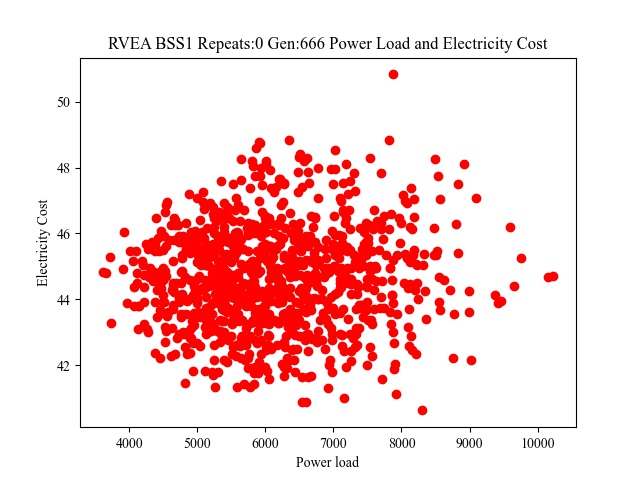 RVEA BSS1 Repeats:0 Gen:666 Power Load and Electricity Cost
50
48
46
44
42
Electricity Cost
4000 5000 6000 7000 8000 9000 10000
Power load